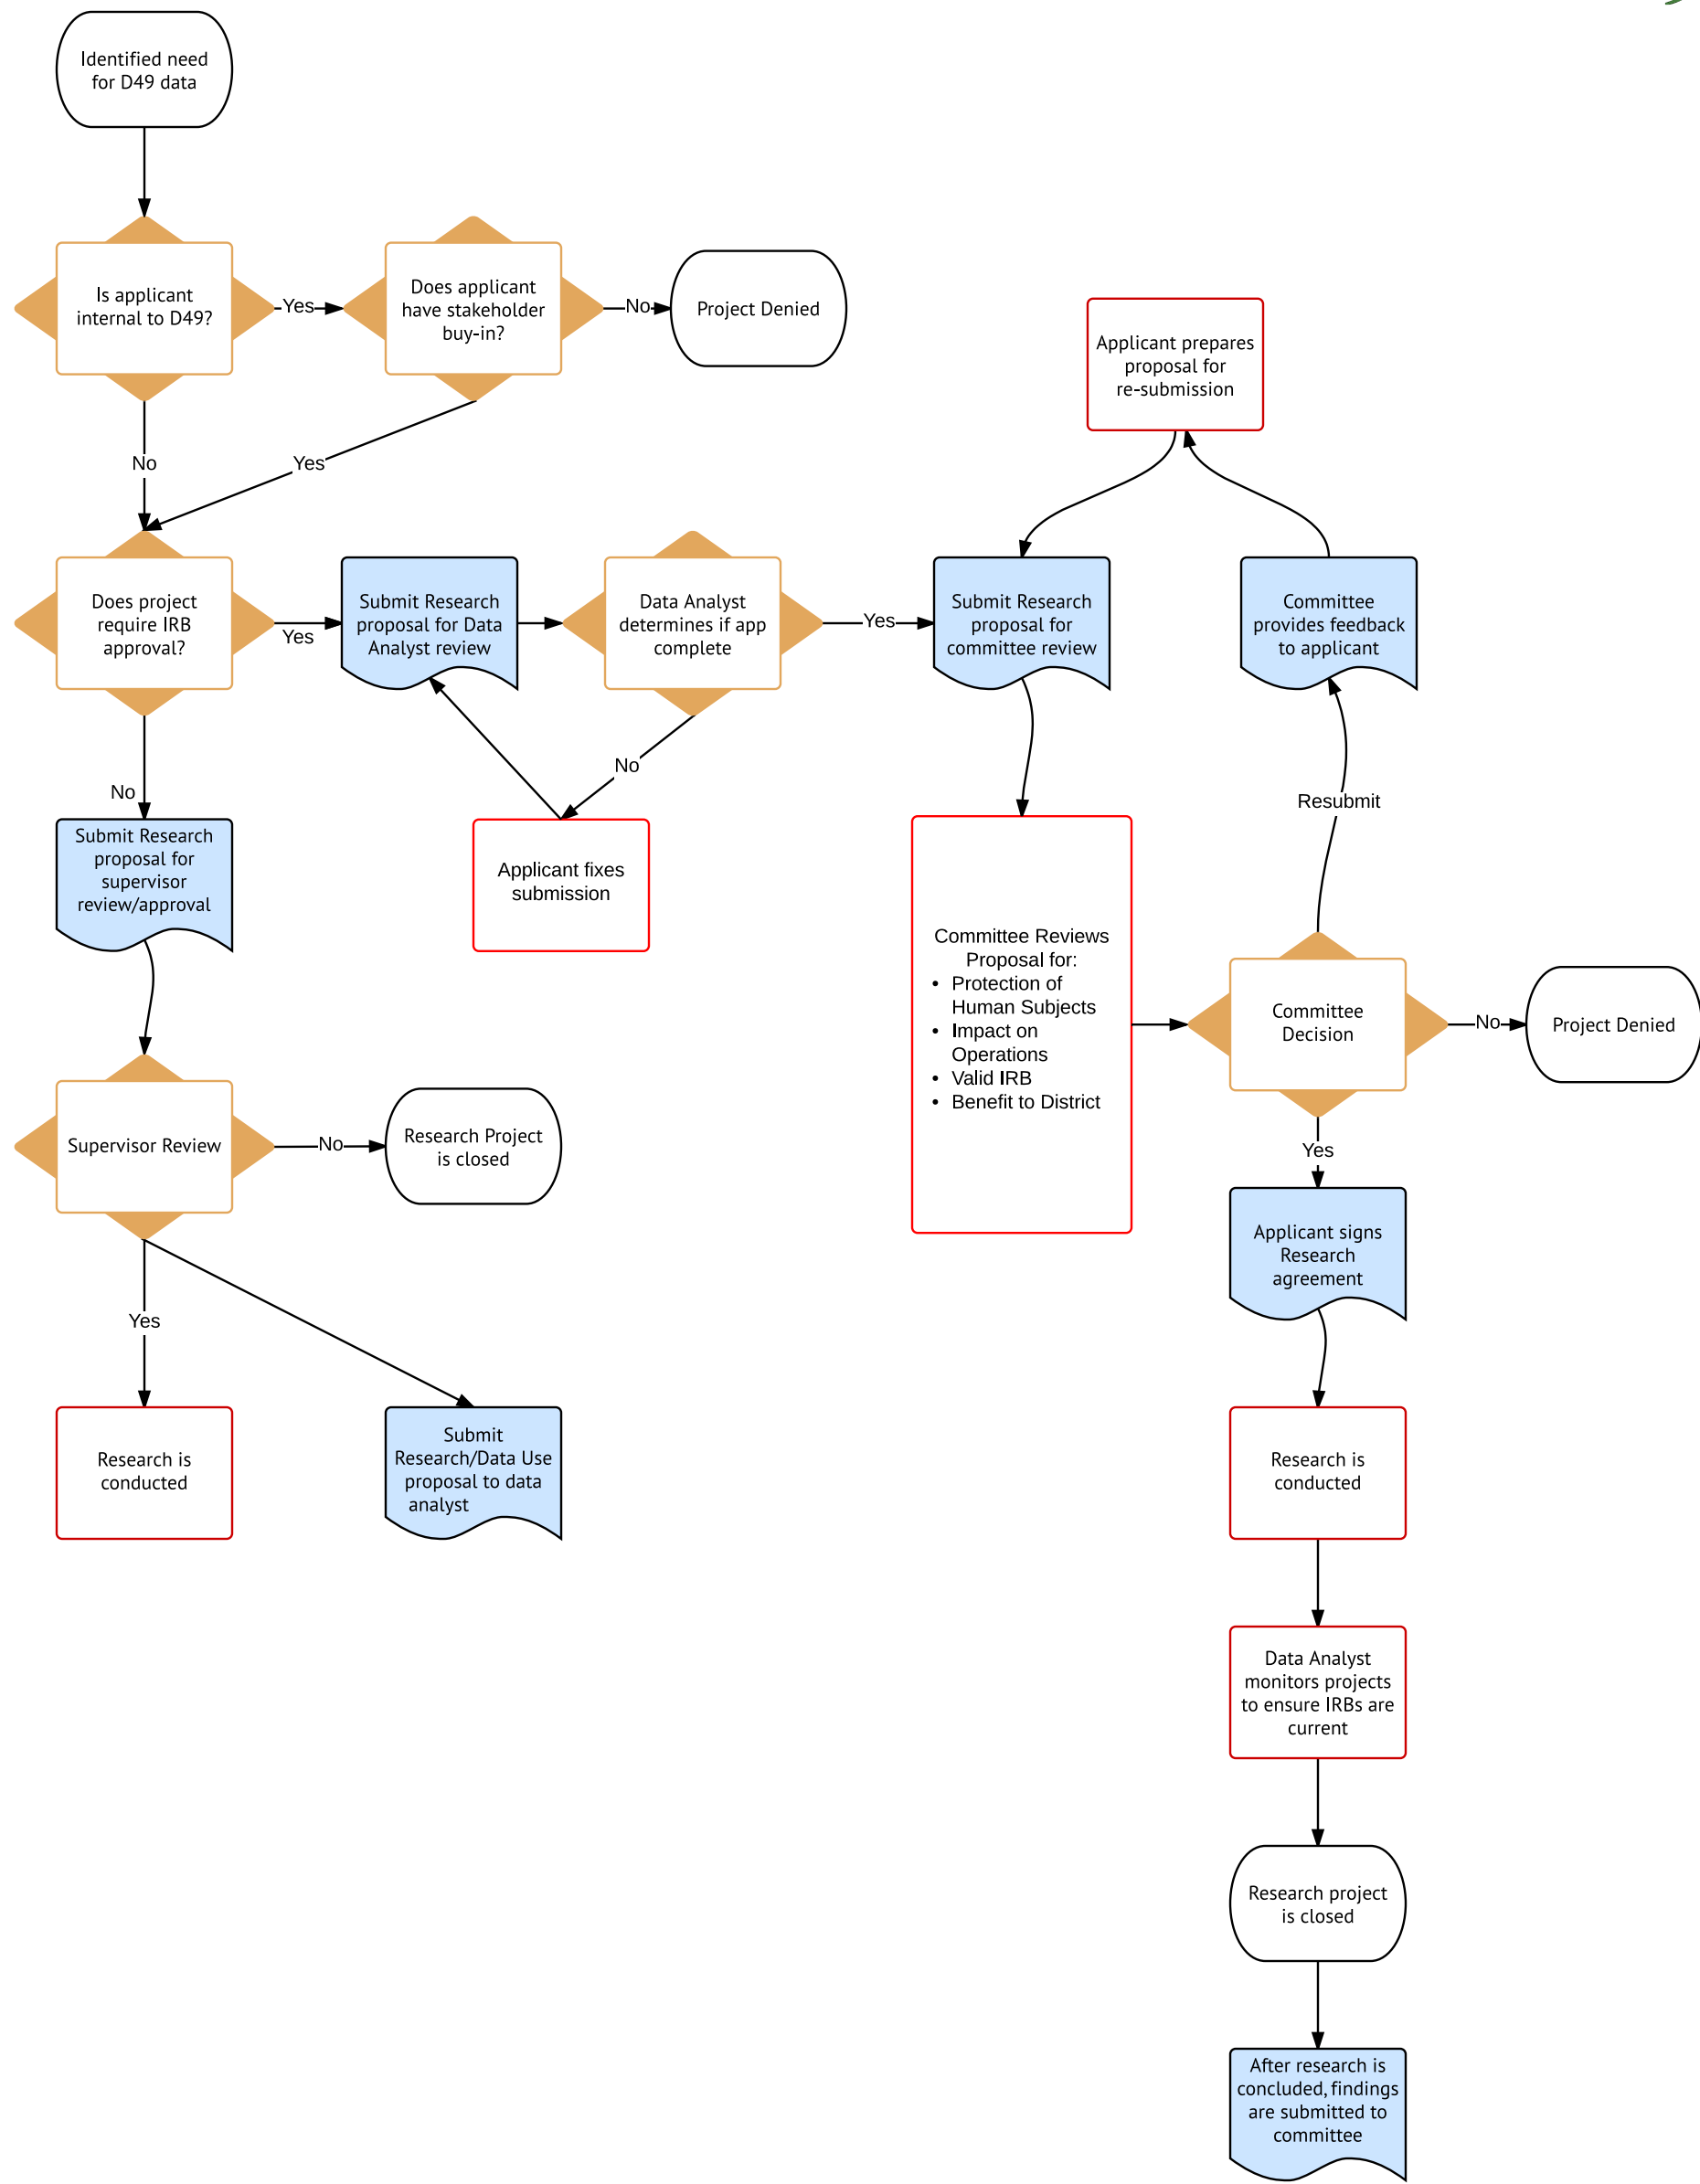 Identified need
for D49 data
Is applicant
internal to D49?
Yes
Does applicant
have stakeholder
buy-in?
No
Project Denied
Applicant prepares
proposal for
re-submission
No
Yes
Does project
require IRB
approval?
Yes
Submit Research
proposal for Data
Analyst review
Data Analyst
determines if app
complete
Yes
Submit Research
proposal for
committee review
Committee
provides feedback
to applicant
No
No
Resubmit
Submit Research
proposal for
supervisor
review/approval
Applicant fixes
submission
Committee Reviews
Proposal for:
• Protection of
Human Subjects
• Impact on
Operations
• Valid IRB
• Benefit to District
Committee
Decision
No
Project Denied
Supervisor Review
No
Research Project
is closed
Yes
Applicant signs
Research
agreement
Yes
Research is
conducted
Submit
Research/Data Use
proposal to data
analyst
Research is
conducted
Data Analyst
monitors projects
to ensure IRBs are
current
Research project
is closed
After research is
concluded, findings
are submitted to
committee